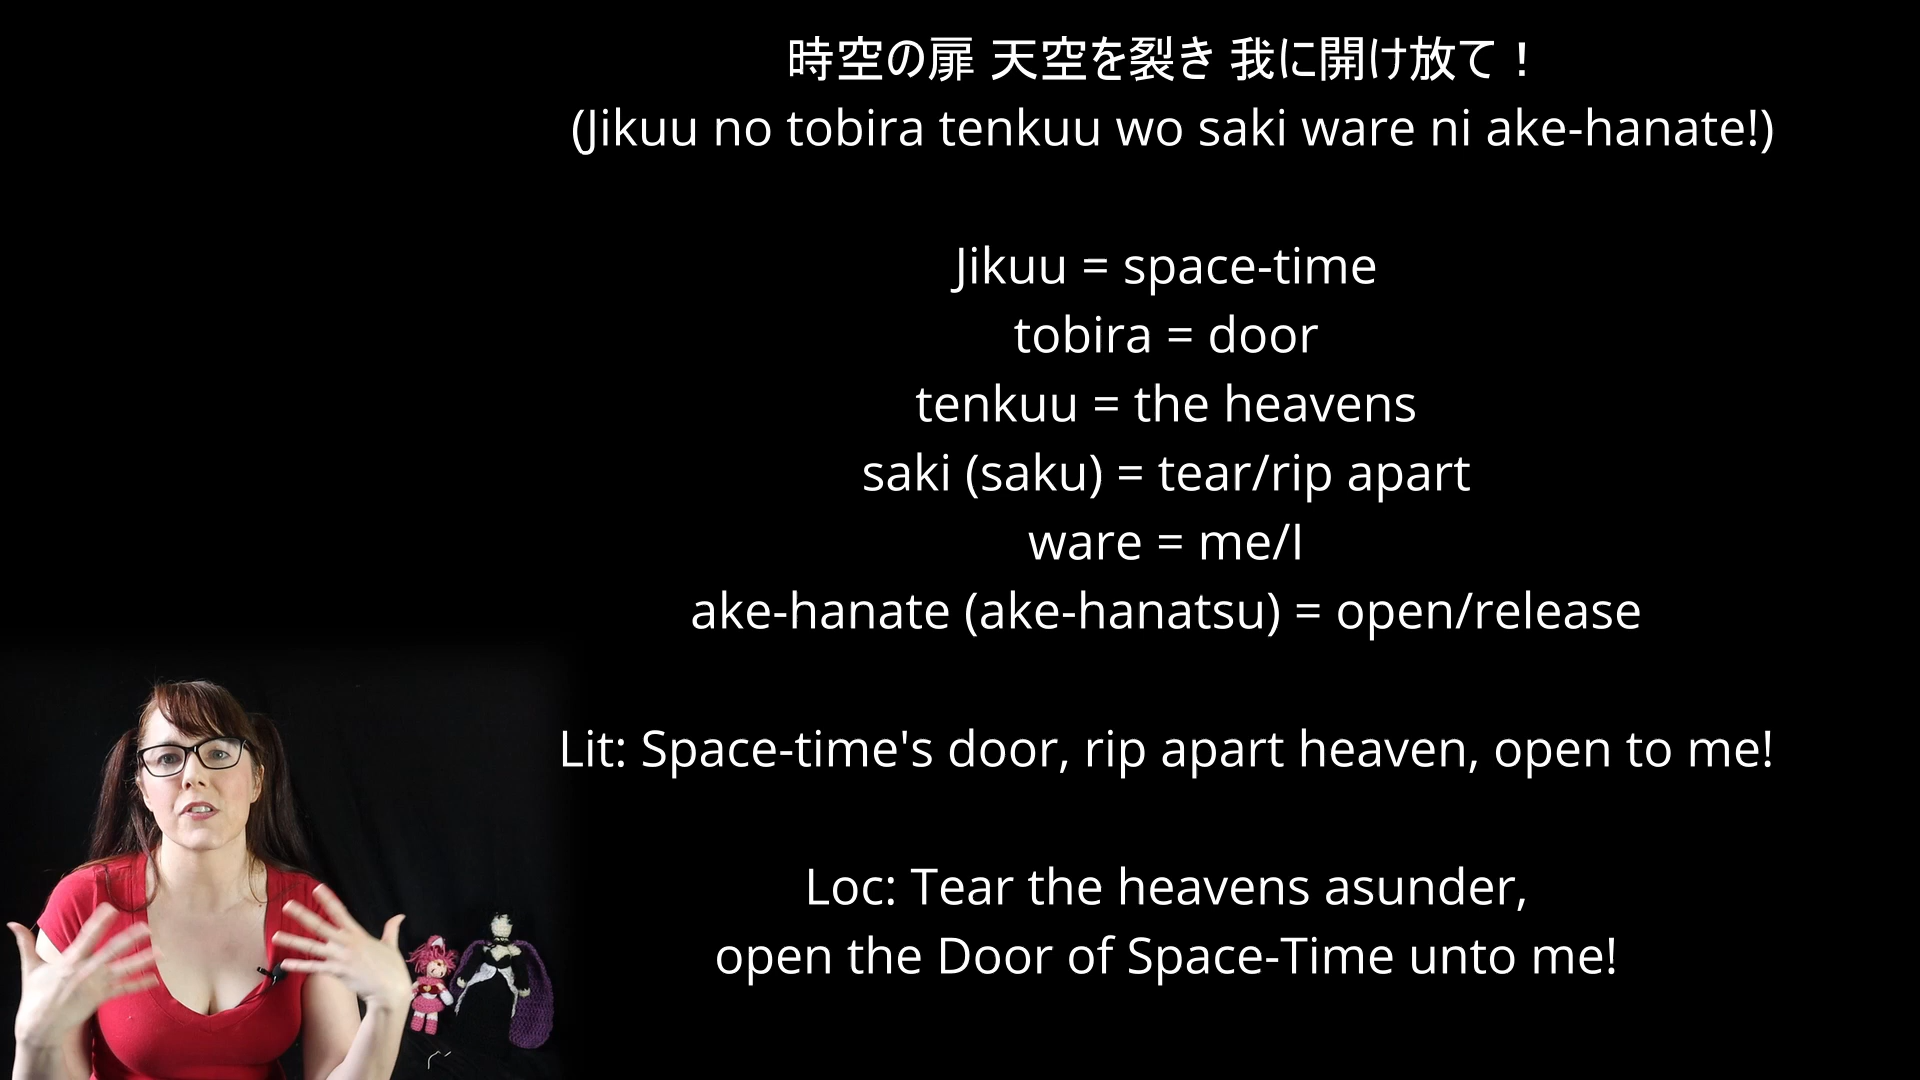 時空の扉 天空を裂き 我に開け放て！
(Jikuu no tobira tenkuu wo saki ware ni ake-hanate!)
Jikuu = space-time
tobira = door
tenkuu = the heavens
saki (saku) = tear/rip apart
ware = me/I
ake-hanate (ake-hanatsu) = open/release
Lit: Space-time's door, rip apart heaven, open to me!
Loc: Tear the heavens asunder,
open the Door of Space-Time unto me!